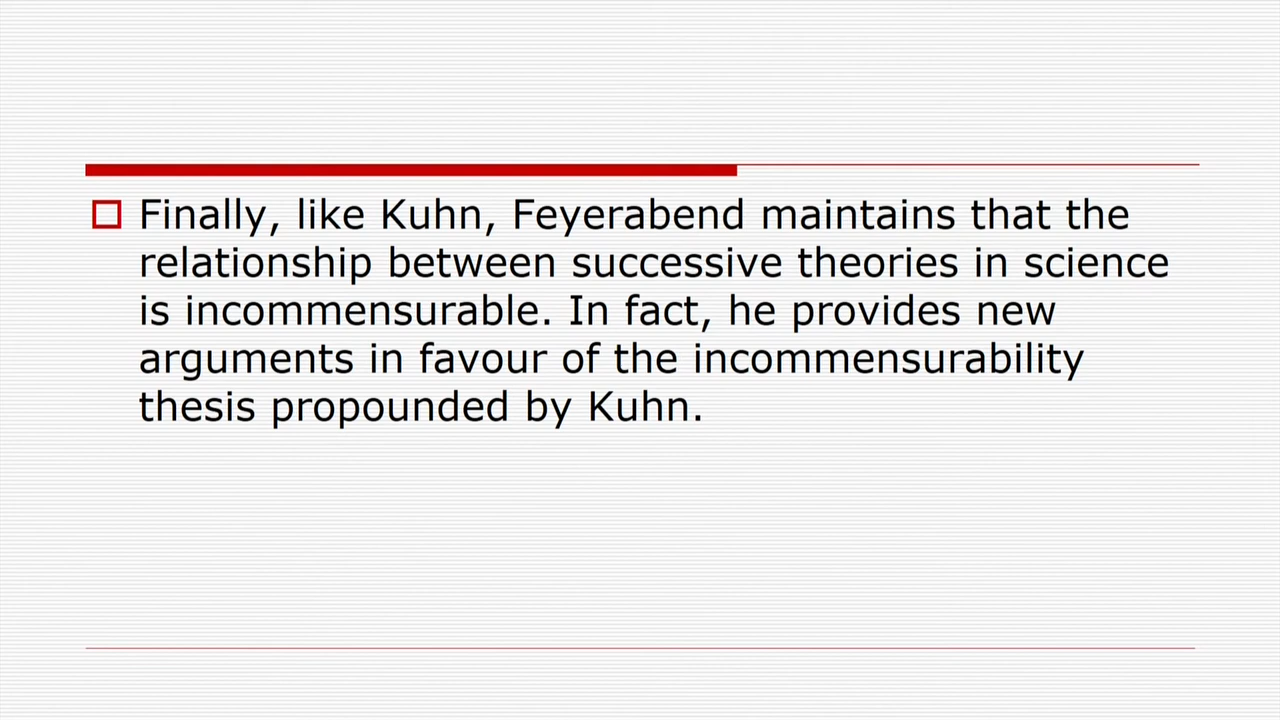 Finally, like Kuhn, Feyerabend maintains that the
relationship between successive theories in science
is incommensurable. In fact, he provides new
arguments in favour of the incommensurability
thesis propounded by Kuhn.